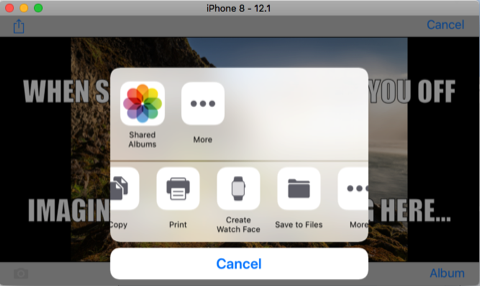 iPhone 8 - 12.1
Cancel
WHEN S YOU OFF
Shared
Albums
More
IMAGIN G HERE...
Copy
Print
Create
Watch Face
Save to Files
More
Cancel
Album